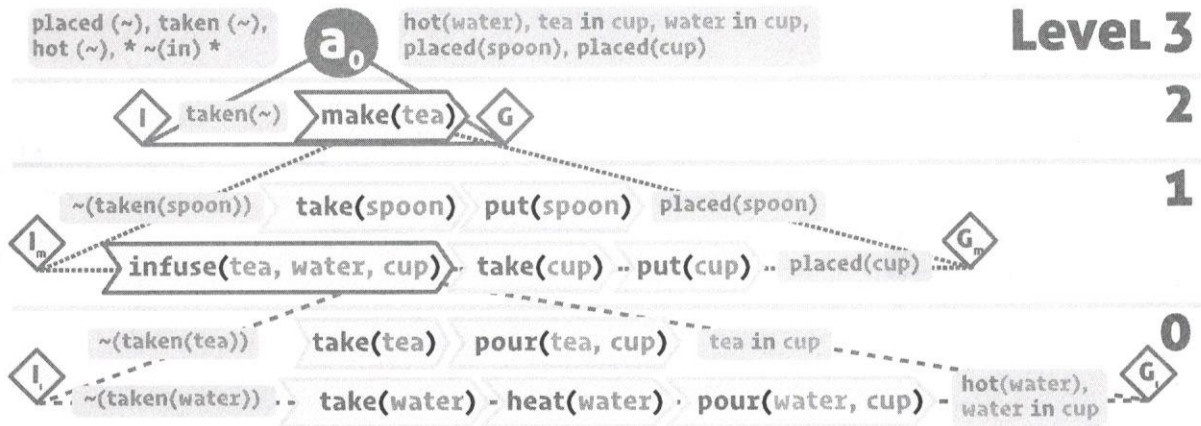 placed (~), taken (~),
hot (~), * ~(in) *
a0
hot(water), tea in cup, water in cup,
placed(spoon), placed(cup)
Level 3
I taken(~) make(tea) G
2
~(taken(spoon)) take(spoon) put(spoon) placed(spoon)
1
Im infuse(tea, water, cup) take(cup) put(cup) placed(cup) Gm
~(taken(tea)) take(tea) pour(tea, cup) tea in cup
0
Ii ~(taken(water)) take(water) heat(water) pour(water, cup) hot(water),
water in cup
Gi